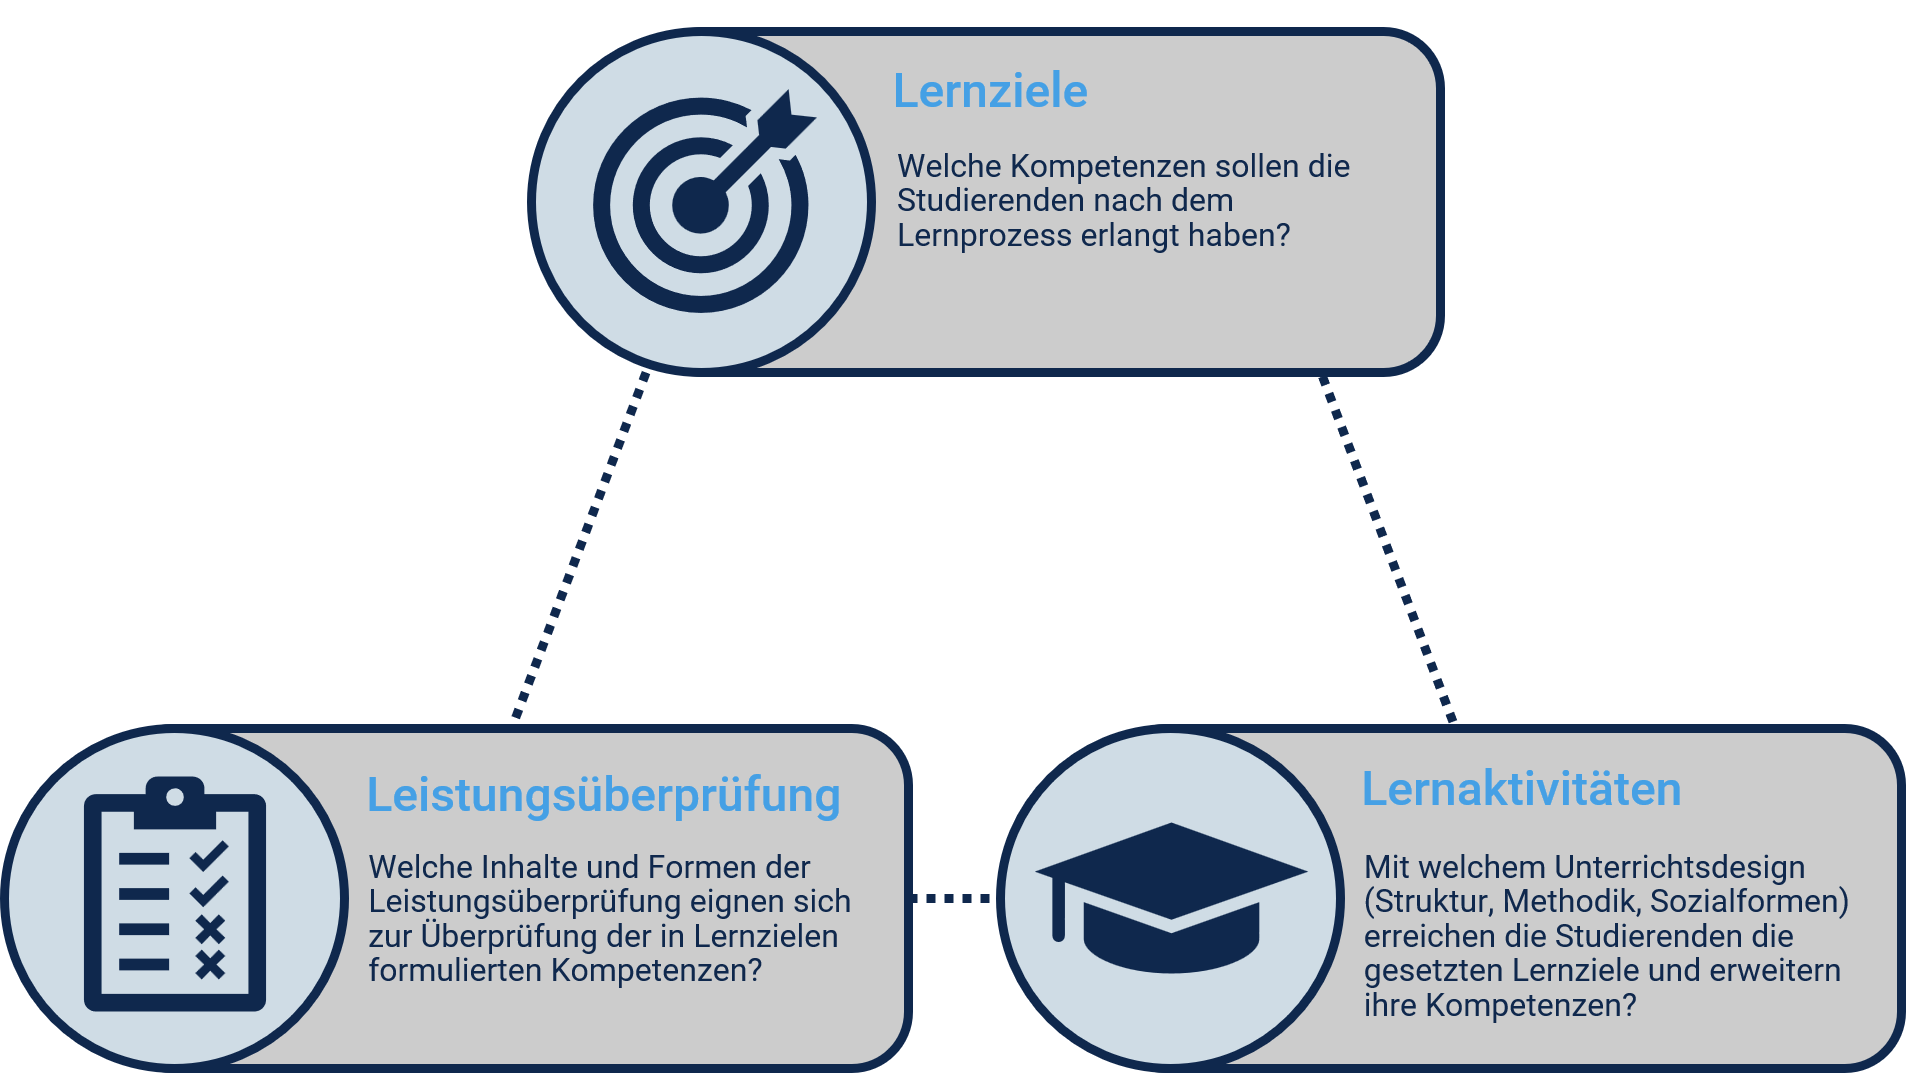 Lernziele
Welche Kompetenzen sollen die
Studierenden nach dem
Lernprozess erlangt haben?
Leistungsüberprüfung
Welche Inhalte und Formen der
Leistungsüberprüfung eignen sich
zur Überprüfung der in Lernzielen
formulierten Kompetenzen?
Lernaktivitäten
Mit welchem Unterrichtsdesign
(Struktur, Methodik, Sozialformen)
erreichen die Studierenden die
gesetzten Lernziele und erweitern
ihre Kompetenzen?